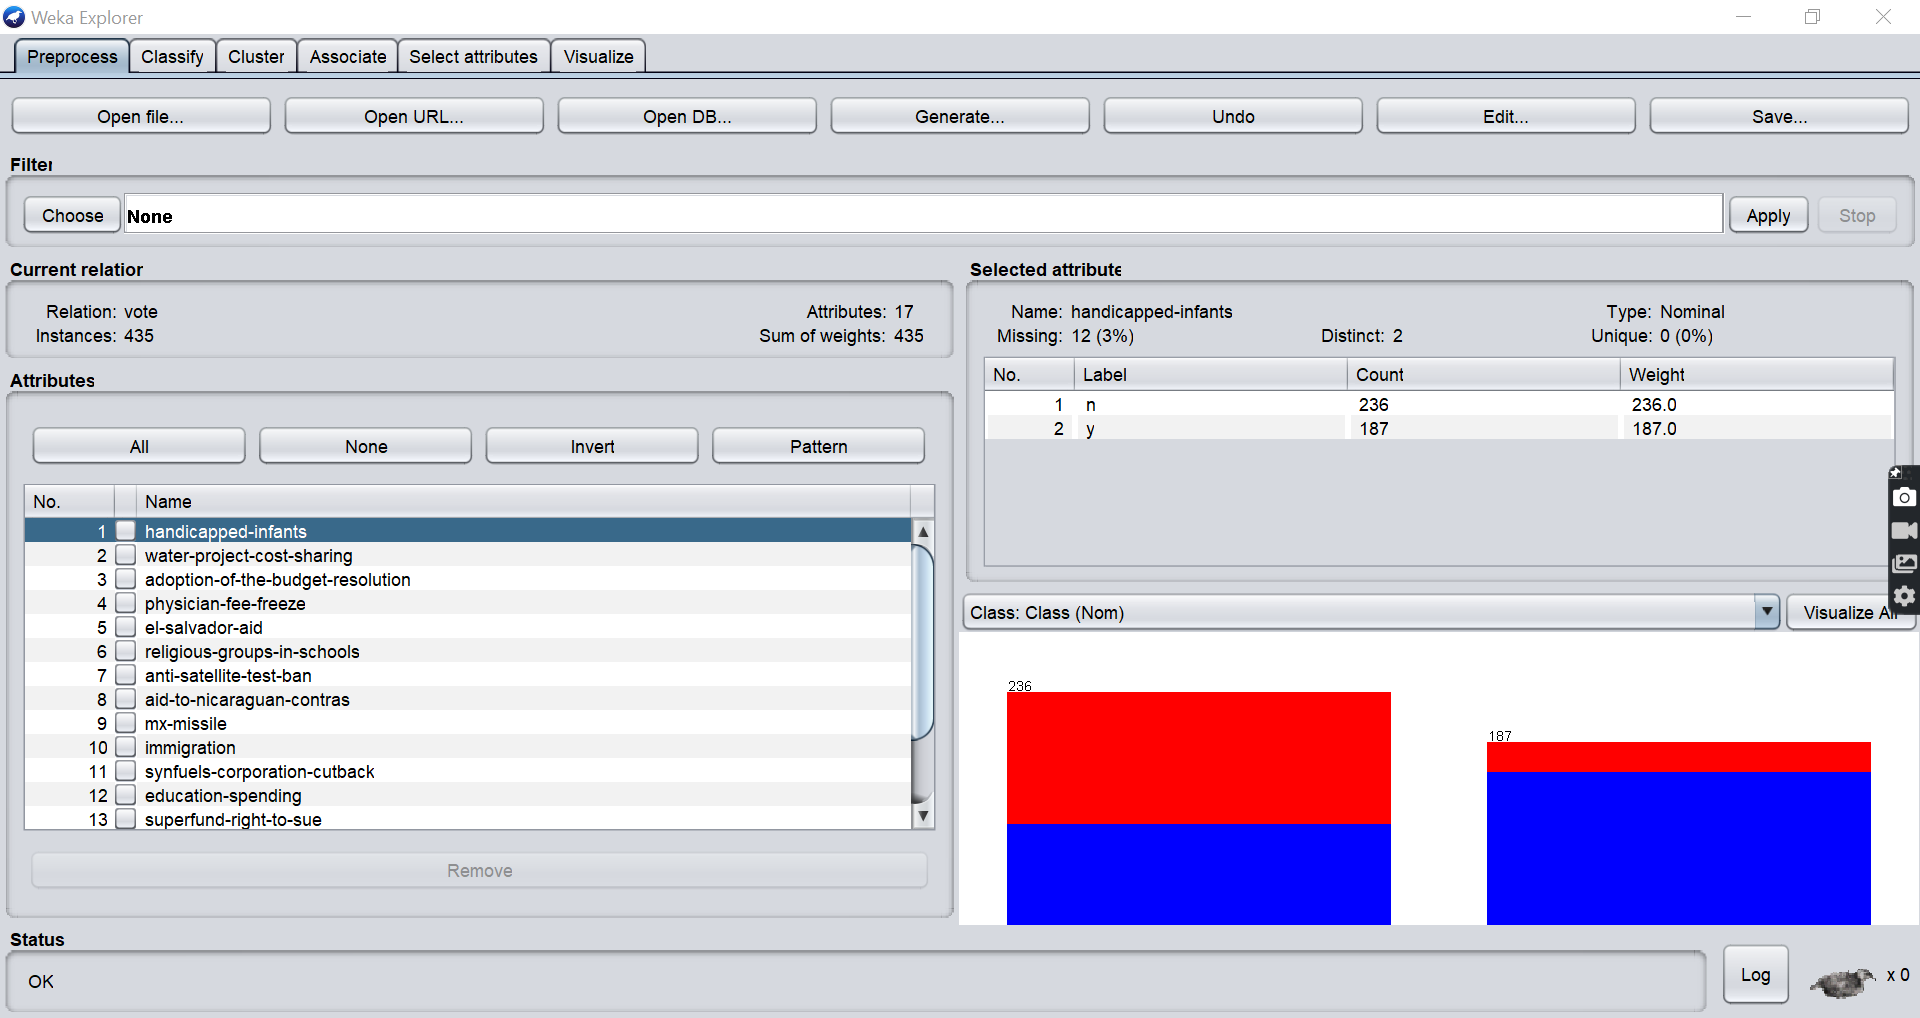 Weka Explorer
Preprocess Classify Cluster Associate Select attributes Visualize
Open file... Open URL... Open DB... Generate... Undo Edit... Save...
Filter
Choose None Apply Stop
Current relation
Relation: vote Attributes: 17
Instances: 435 Sum of weights: 435
Attributes
All None Invert Pattern
No. Name
1 handicapped-infants
2 water-project-cost-sharing
3 adoption-of-the-budget-resolution
4 physician-fee-freeze
5 el-salvador-aid
6 religious-groups-in-schools
7 anti-satellite-test-ban
8 aid-to-nicaraguan-contras
9 mx-missile
10 immigration
11 synfuels-corporation-cutback
12 education-spending
13 superfund-right-to-sue
Remove
Selected attribute
Name: handicapped-infants Type: Nominal
Missing: 12 (3%) Distinct: 2 Unique: 0 (0%)
No. Label Count Weight
1 n 236 236.0
2 y 187 187.0
Class: Class (Nom) Visualize All
236
187
Status
OK
Log x 0